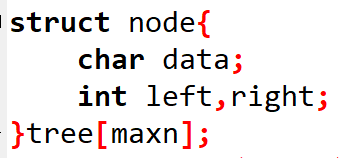 struct node{
    char data;
    int left,right;
}tree[maxn];